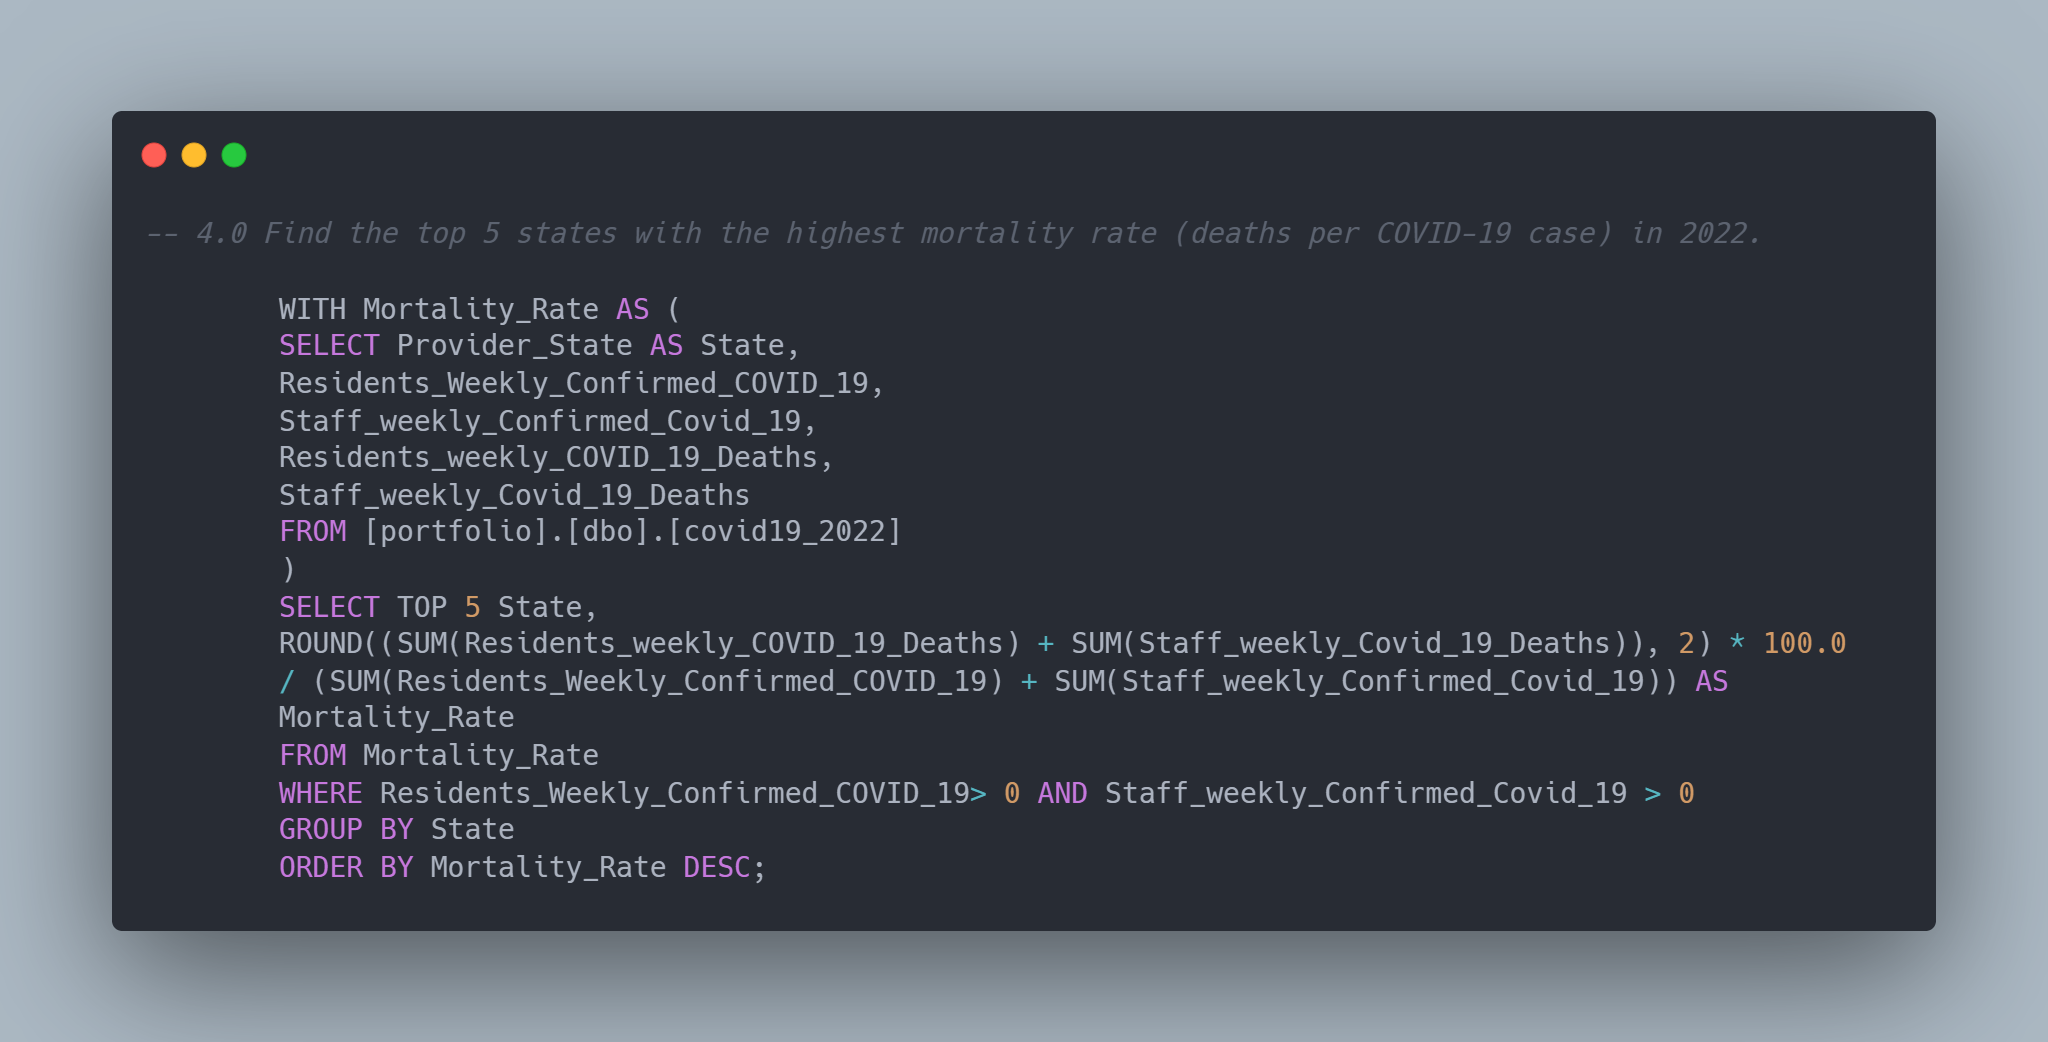 -- 4.0 Find the top 5 states with the highest mortality rate (deaths per COVID-19 case) in 2022.
WITH Mortality_Rate AS (
SELECT Provider_State AS State,
Residents_Weekly_Confirmed_COVID_19,
Staff_weekly_Confirmed_Covid_19,
Residents_weekly_COVID_19_Deaths,
Staff_weekly_Covid_19_Deaths
FROM [portfolio].[dbo].[covid19_2022]
)
SELECT TOP 5 State,
ROUND((SUM(Residents_weekly_COVID_19_Deaths) + SUM(Staff_weekly_Covid_19_Deaths)), 2) * 100.0
/ (SUM(Residents_Weekly_Confirmed_COVID_19) + SUM(Staff_weekly_Confirmed_Covid_19)) AS
Mortality_Rate
FROM Mortality_Rate
WHERE Residents_Weekly_Confirmed_COVID_19> 0 AND Staff_weekly_Confirmed_Covid_19 > 0
GROUP BY State
ORDER BY Mortality_Rate DESC;